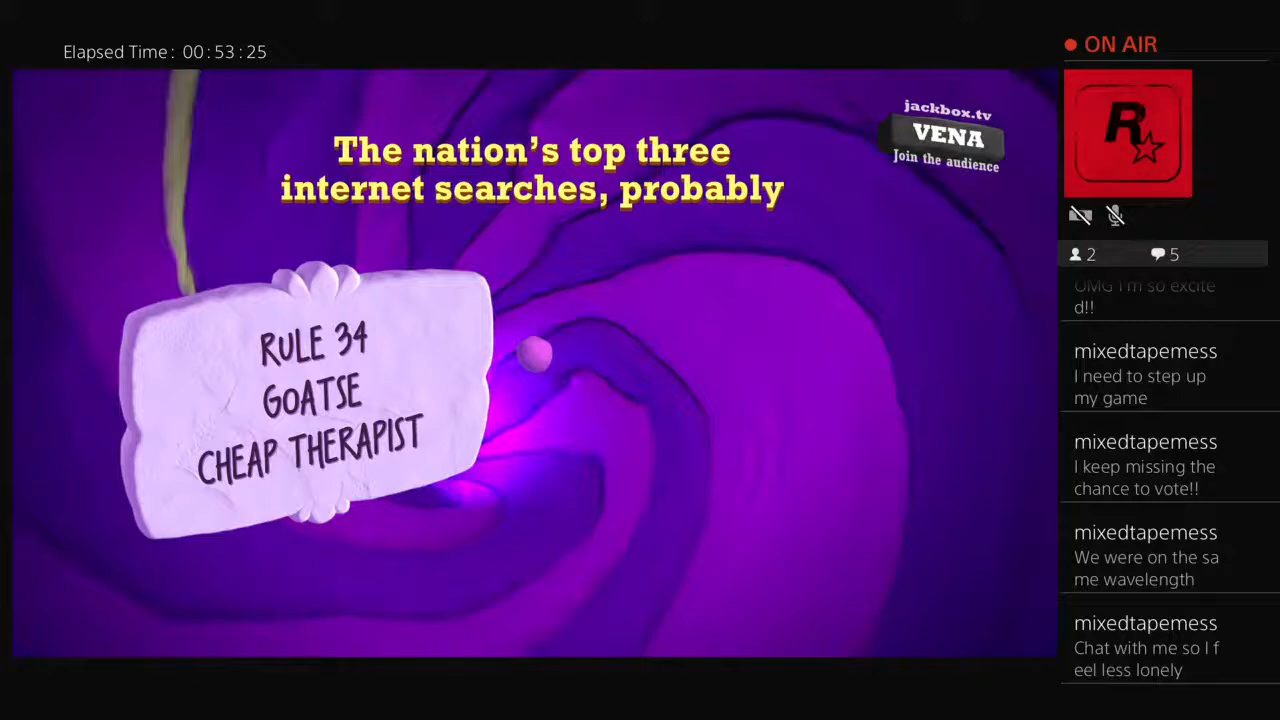 Elapsed Time: 00:53:25
ON AIR
The nation's top three
internet searches, probably
jackbox.tv
VENA
Join the audience
RULE 34
GOATSE
CHEAP THERAPIST
R
2
5
OMG I'm so excite
d!!
mixedtapemess
I need to step up
my game
mixedtapemess
I keep missing the
chance to vote!!
mixedtapemess
We were on the sa
me wavelength
mixedtapemess
Chat with me so I f
eel less lonely